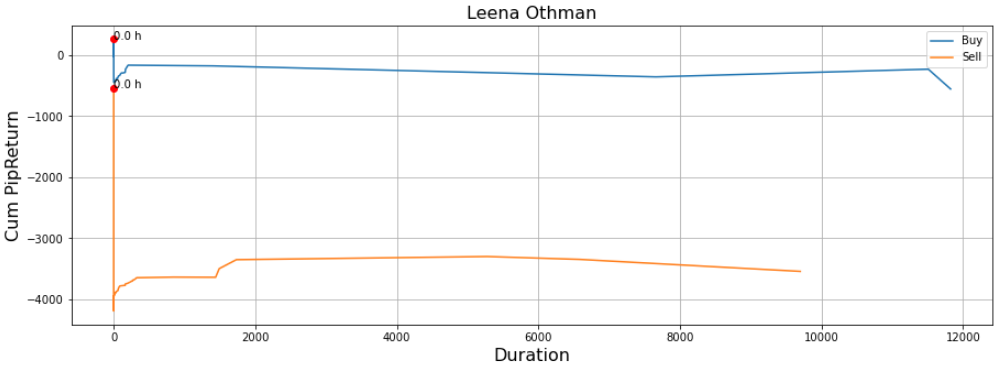 Leena Othman
Cum PipReturn
0
−1000
−2000
−3000
−4000
0.0 h
0.0 h
Buy
Sell
0
2000
4000
6000
8000
10000
12000
Duration